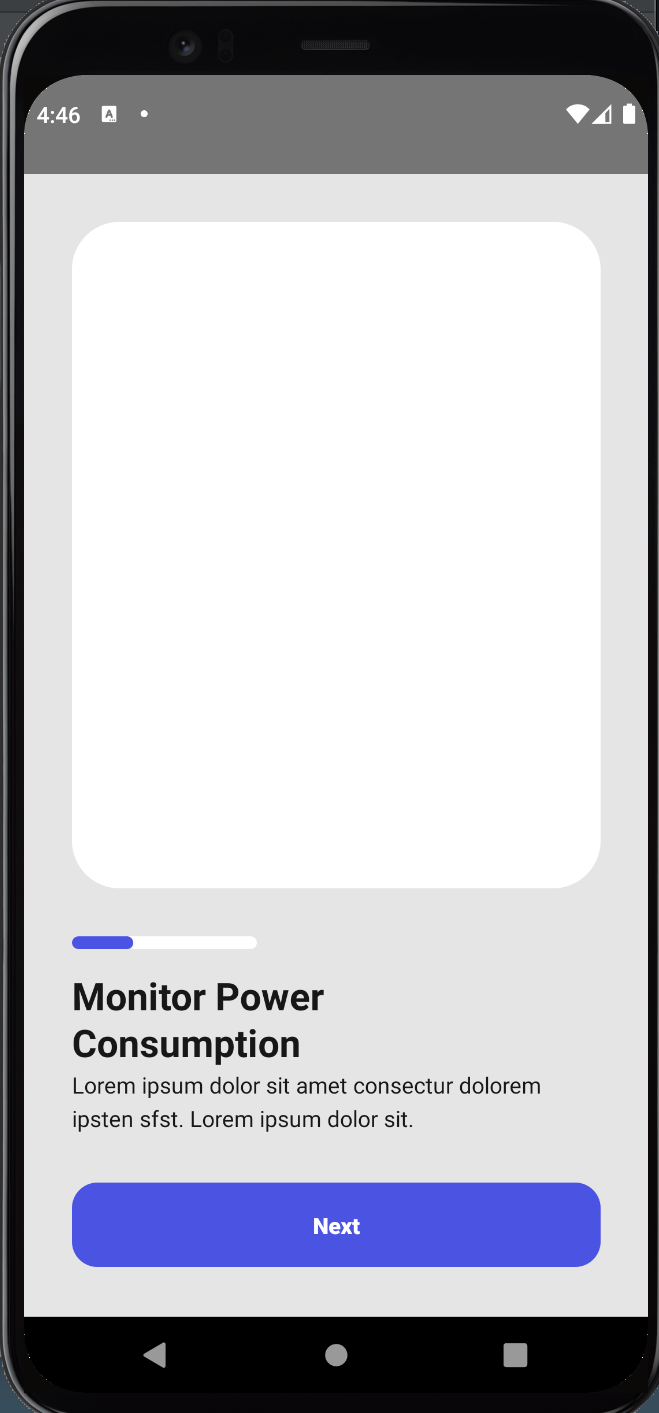 4:46
A
Monitor Power
Consumption
Lorem ipsum dolor sit amet consectur dolorem
ipsten sfst. Lorem ipsum dolor sit.
Next